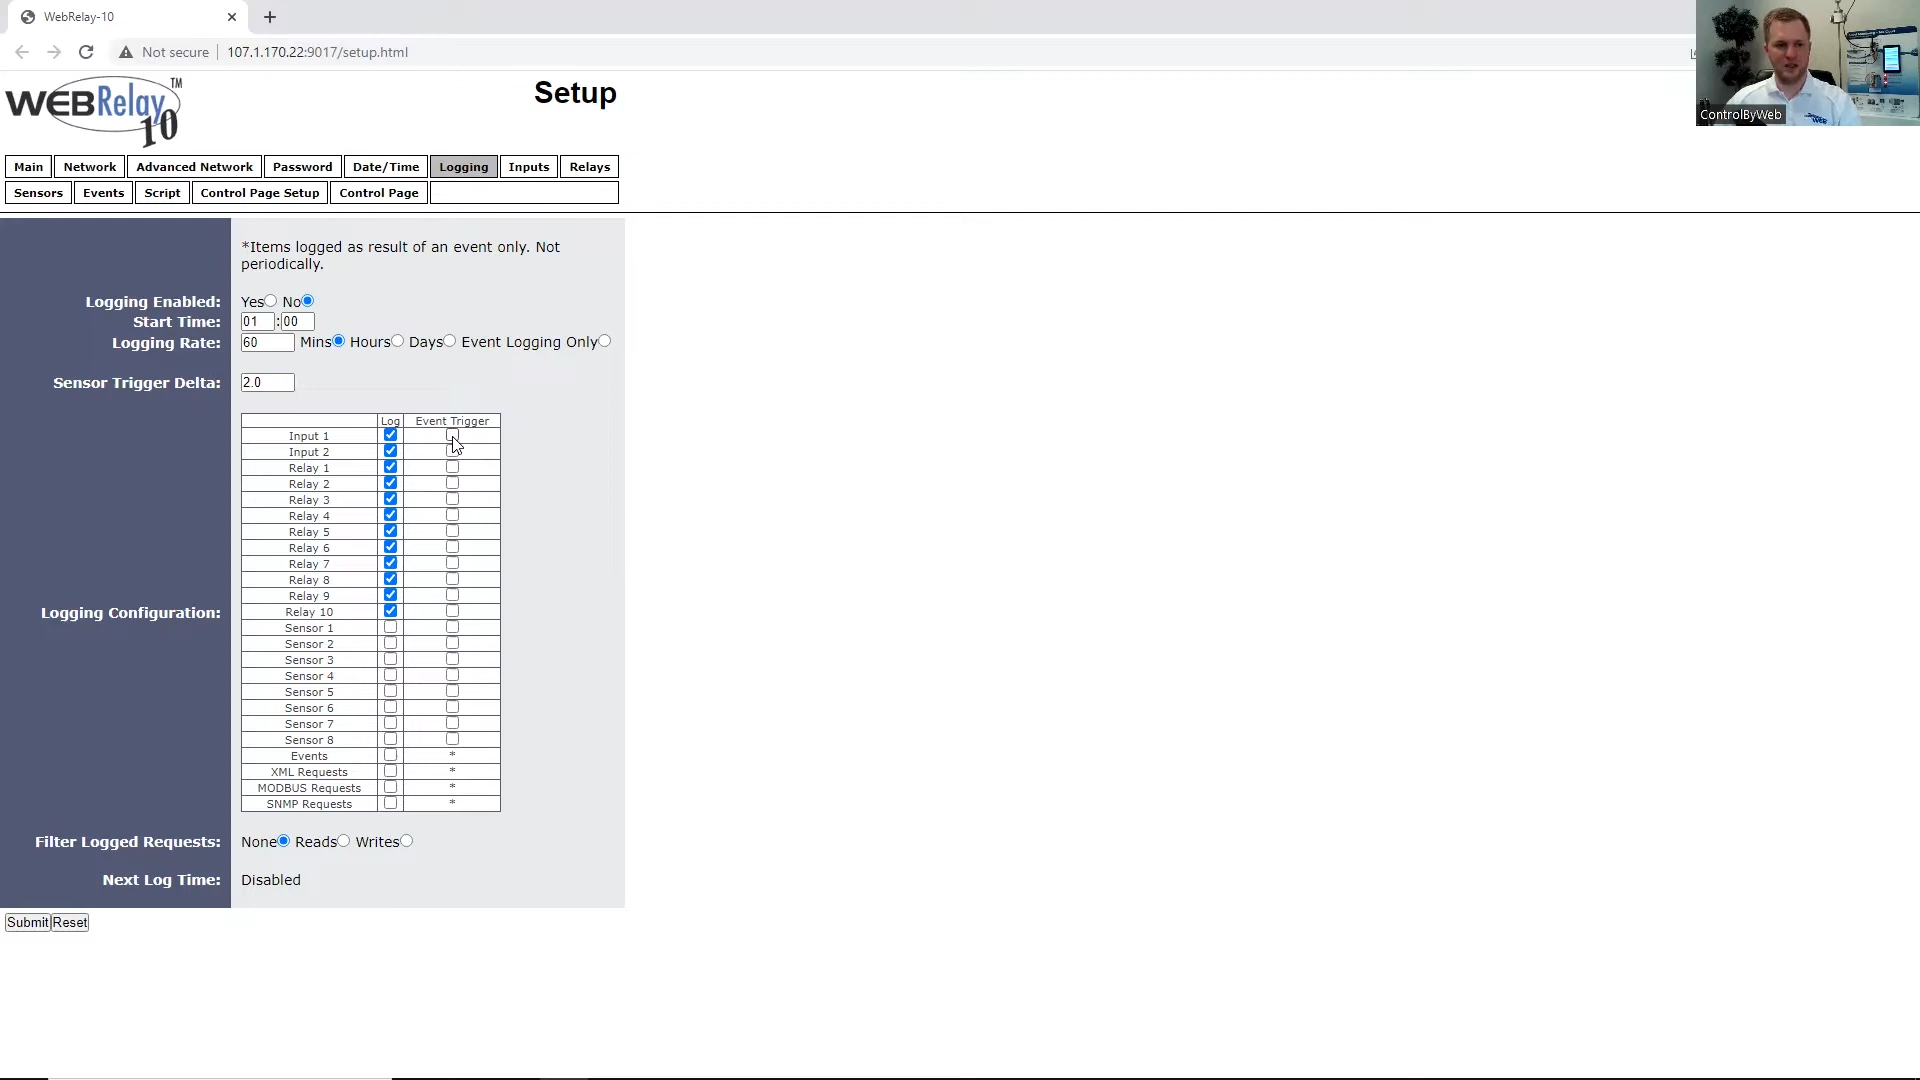 WebRelay-10
Not secure 107.1.170.22:9017/setup.html
ControlByWeb
WEBRelay 10 TM
Setup
Main Network Advanced Network Password Date/Time Logging Inputs Relays
Sensors Events Script Control Page Setup Control Page
*Items logged as result of an event only. Not
periodically.
Logging Enabled: Yes No
Start Time: 01 : 00
Logging Rate: 60 Mins Hours Days Event Logging Only
Sensor Trigger Delta: 2.0
Logging Configuration:
Log Event Trigger
Input 1
Input 2
Relay 1
Relay 2
Relay 3
Relay 4
Relay 5
Relay 6
Relay 7
Relay 8
Relay 9
Relay 10
Sensor 1
Sensor 2
Sensor 3
Sensor 4
Sensor 5
Sensor 6
Sensor 7
Sensor 8
Events *
XML Requests *
MODBUS Requests *
SNMP Requests *
Filter Logged Requests: None Reads Writes
Next Log Time: Disabled
Submit Reset